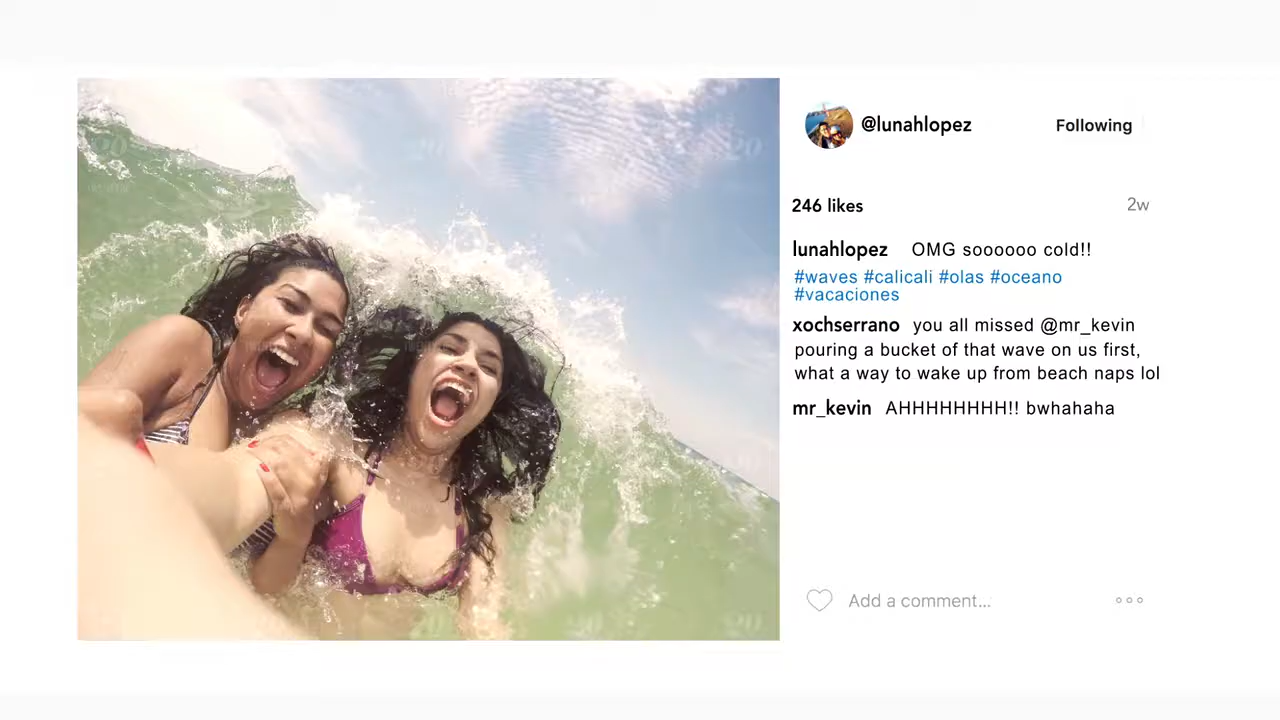 @lunahlopez Following
246 likes 2w
lunahlopez OMG soooooo cold!!
#waves #calicali #olas #oceano
#vacaciones
xochserrano you all missed @mr_kevin
pouring a bucket of that wave on us first,
what a way to wake up from beach naps lol
mr_kevin AHHHHHHHH!! bwhahaha
Add a comment...